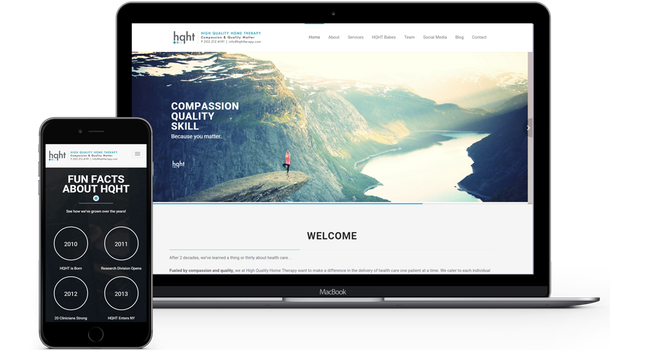 hqht
HIGH QUALITY HOME THERAPY
Compassion & Quality Matter
Home About Services HQHT Bakes Team Social Media Blog Contact
COMPASSION
QUALITY
SKILL
Because you matter.
hqht
WELCOME
After 2 decades, we've learned a thing or thirty about health care.
Fueled by compassion and quality, we at High Quality Home Therapy want to make a difference in the delivery of health care one patient at a time. We cater to each individual
MacBook
hqht
HIGH QUALITY HOME THERAPY
Compassion & Quality Matter
FUN FACTS
ABOUT HQHT
See how we've grown over the years!
2010 2011
HQHT is Born Research Division Opens
2012 2013
20 Clinicians Strong HQHT Enters NY